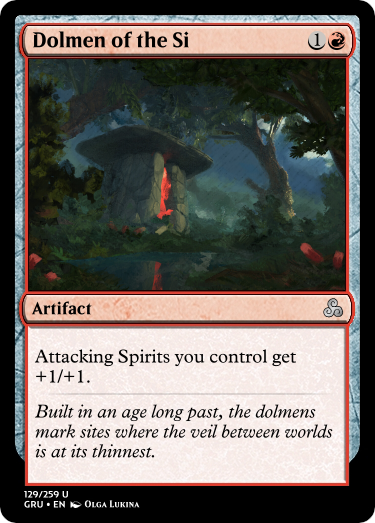 Dolmen of the Si 1
Artifact
Attacking Spirits you control get
+1/+1.
Built in an age long past, the dolmens
mark sites where the veil between worlds
is at its thinnest.
129/259 U
GRU • EN Olga Lukina